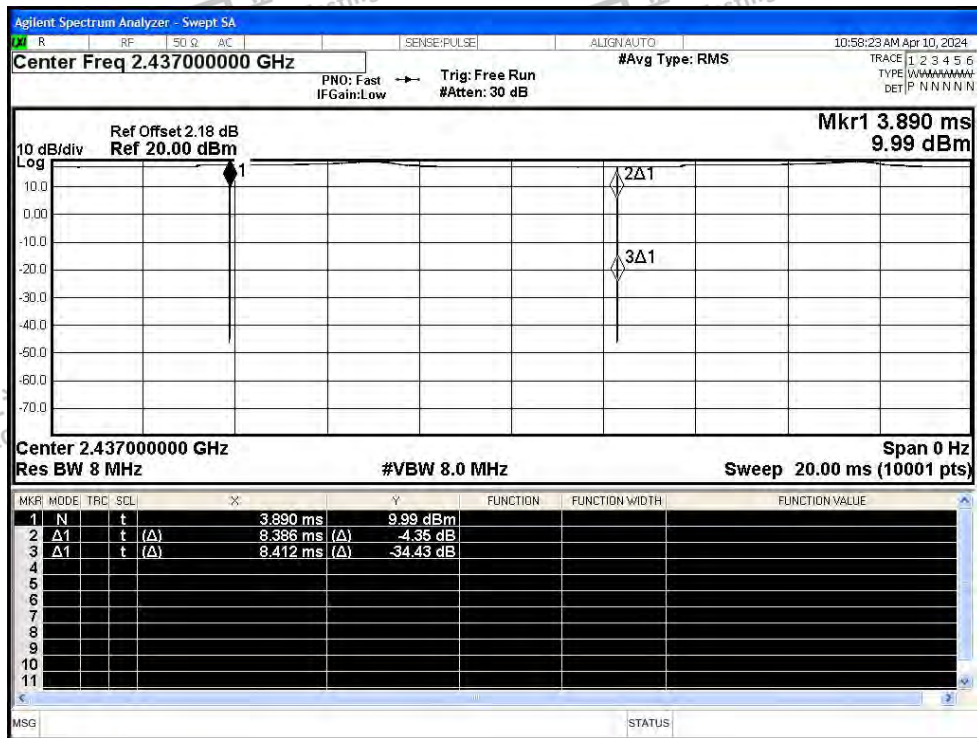 Agilent Spectrum Analyzer - Swept SA
LXI R RF 50 Ω AC SENSE:PULSE ALIGN AUTO 10:58:23 AM Apr 10, 2024
Center Freq 2.437000000 GHz #Avg Type: RMS TRACE 1 2 3 4 5 6
PNO: Fast Trig: Free Run TYPE WWWWWW
IFGain:Low #Atten: 30 dB DET P N N N N N
Mkr1 3.890 ms
Ref Offset 2.18 dB
10 dB/div Ref 20.00 dBm 9.99 dBm
Log
1
2Δ1
10.0
0.00
-10.0
3Δ1
-20.0
-30.0
-40.0
-50.0
-60.0
-70.0
Center 2.437000000 GHz Span 0 Hz
Res BW 8 MHz #VBW 8.0 MHz Sweep 20.00 ms (10001 pts)
MKR MODE TRC SCL X Y FUNCTION FUNCTION WIDTH FUNCTION VALUE
1 N t 3.890 ms 9.99 dBm
2 Δ1 t (Δ) 8.386 ms (Δ) -4.35 dB
3 Δ1 t (Δ) 8.412 ms (Δ) -34.43 dB
4
5
6
7
8
9
10
11
MSG STATUS